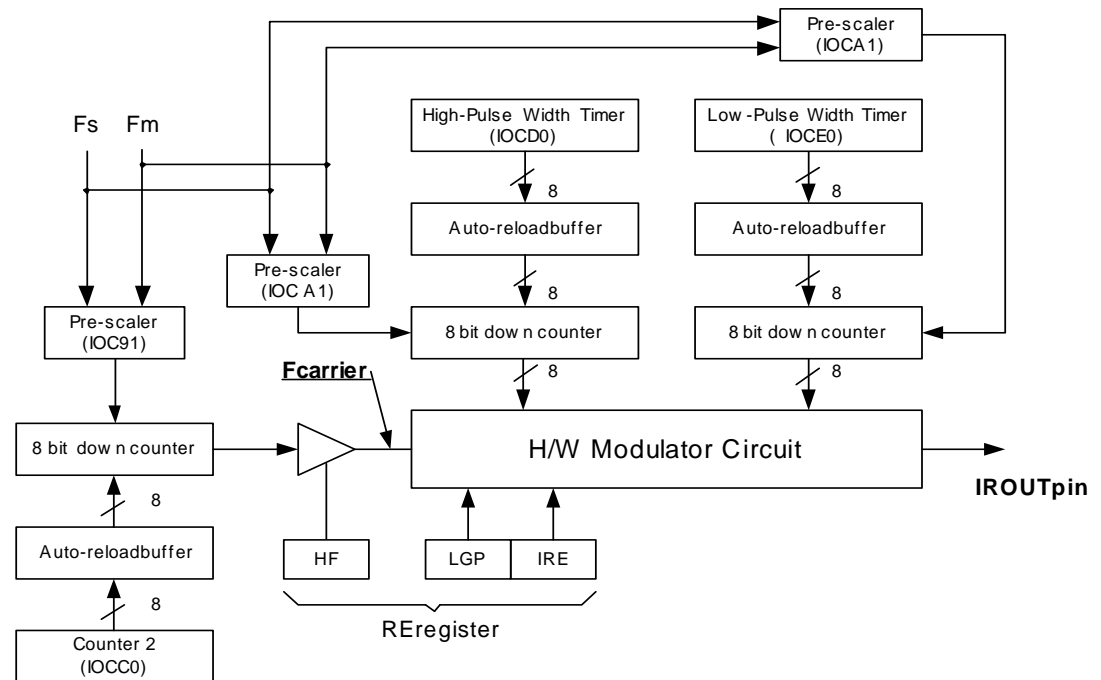 Pre-scaler
(IOCA1)
Fs Fm
High-Pulse Width Timer
(IOCD0)
Low-Pulse Width Timer
( IOCE0)
8
8
Auto-reloadbuffer
Auto-reloadbuffer
Pre-scaler
(IOC A1)
8
8
Pre-scaler
(IOC91)
8 bit dow n counter
8 bit dow n counter
Fcarrier
8
8
8 bit dow n counter
H/W Modulator Circuit
IROUTpin
8
Auto-reloadbuffer
HF
LGP
IRE
8
REregister
Counter 2
(IOCC0)